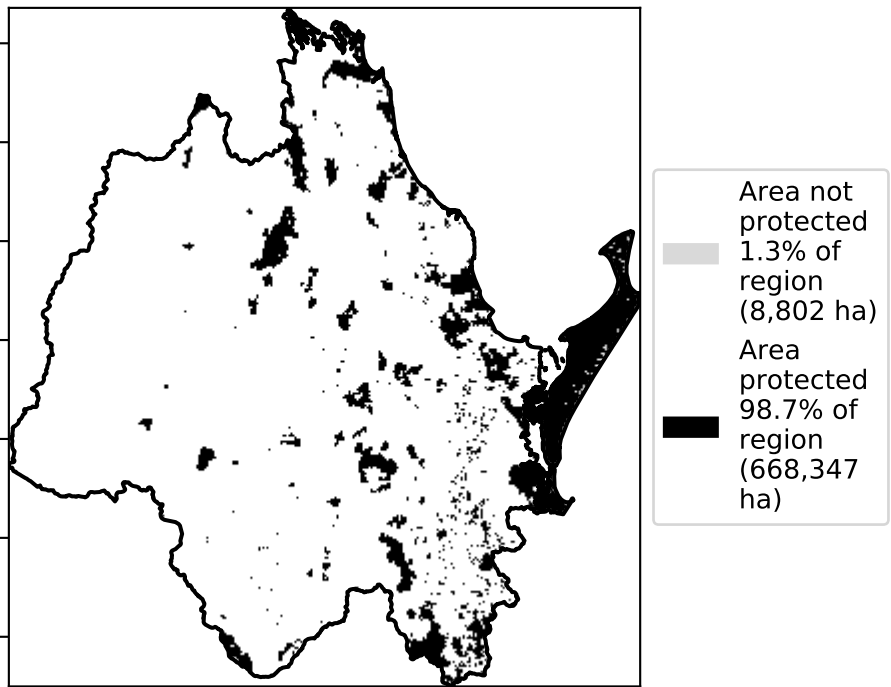 Area not
protected
1.3% of
region
(8,802 ha)
Area
protected
98.7% of
region
(668,347
ha)